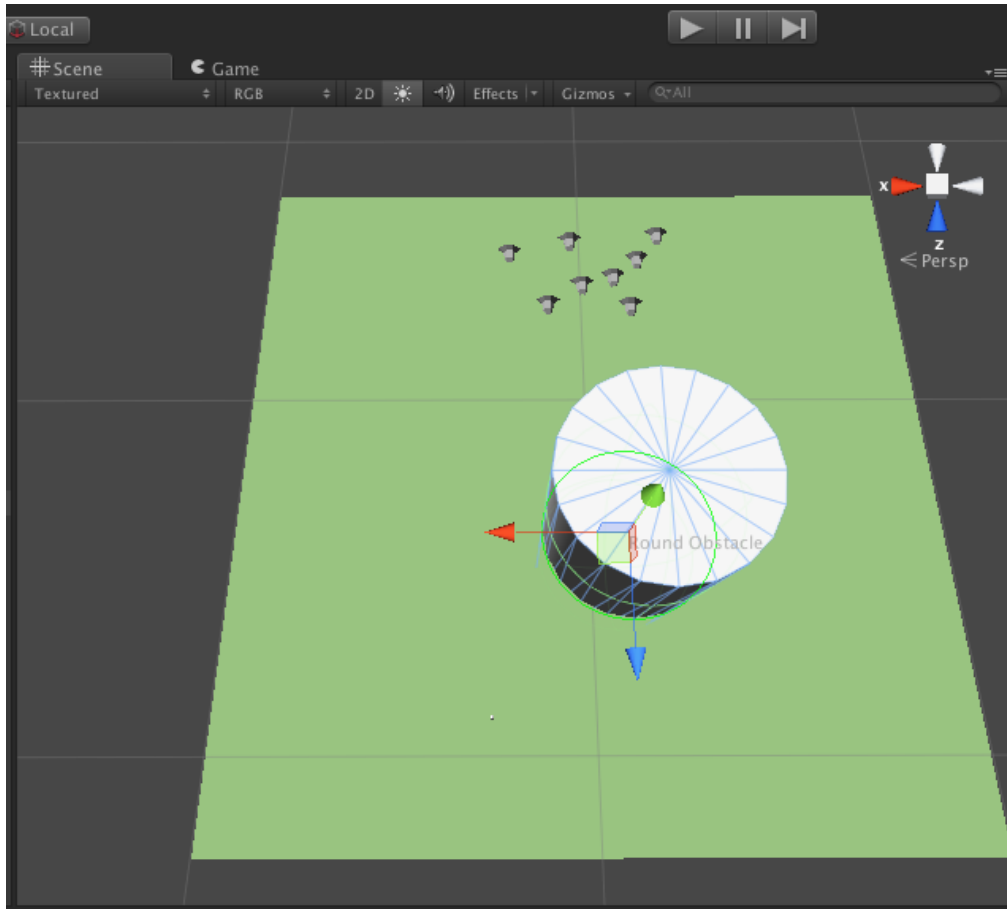 Local
Scene
Game
Textured
RGB
2D
Effects
Gizmos
All
x
z
Persp
Round Obstacle